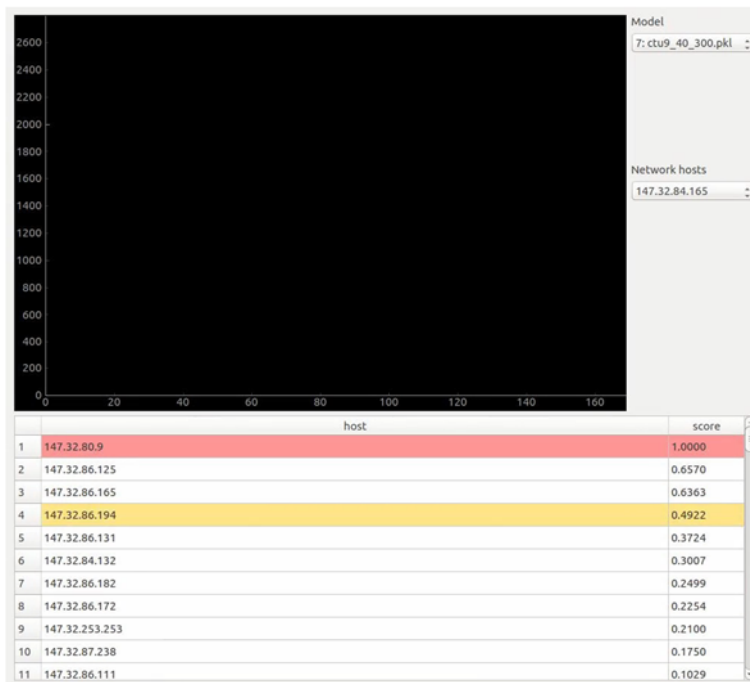 Model
7: ctu9_40_300.pkl
Network hosts
147.32.84.165
2600
2400
2200
2000
1800
1600
1400
1200
1000
800
600
400
200
0
0 20 40 60 80 100 120 140 160
host score
1 147.32.80.9 1.0000
2 147.32.86.125 0.6570
3 147.32.86.165 0.6363
4 147.32.86.194 0.4922
5 147.32.86.131 0.3724
6 147.32.84.132 0.3007
7 147.32.86.182 0.2499
8 147.32.86.172 0.2254
9 147.32.253.253 0.2100
10 147.32.87.238 0.1750
11 147.32.86.111 0.1029